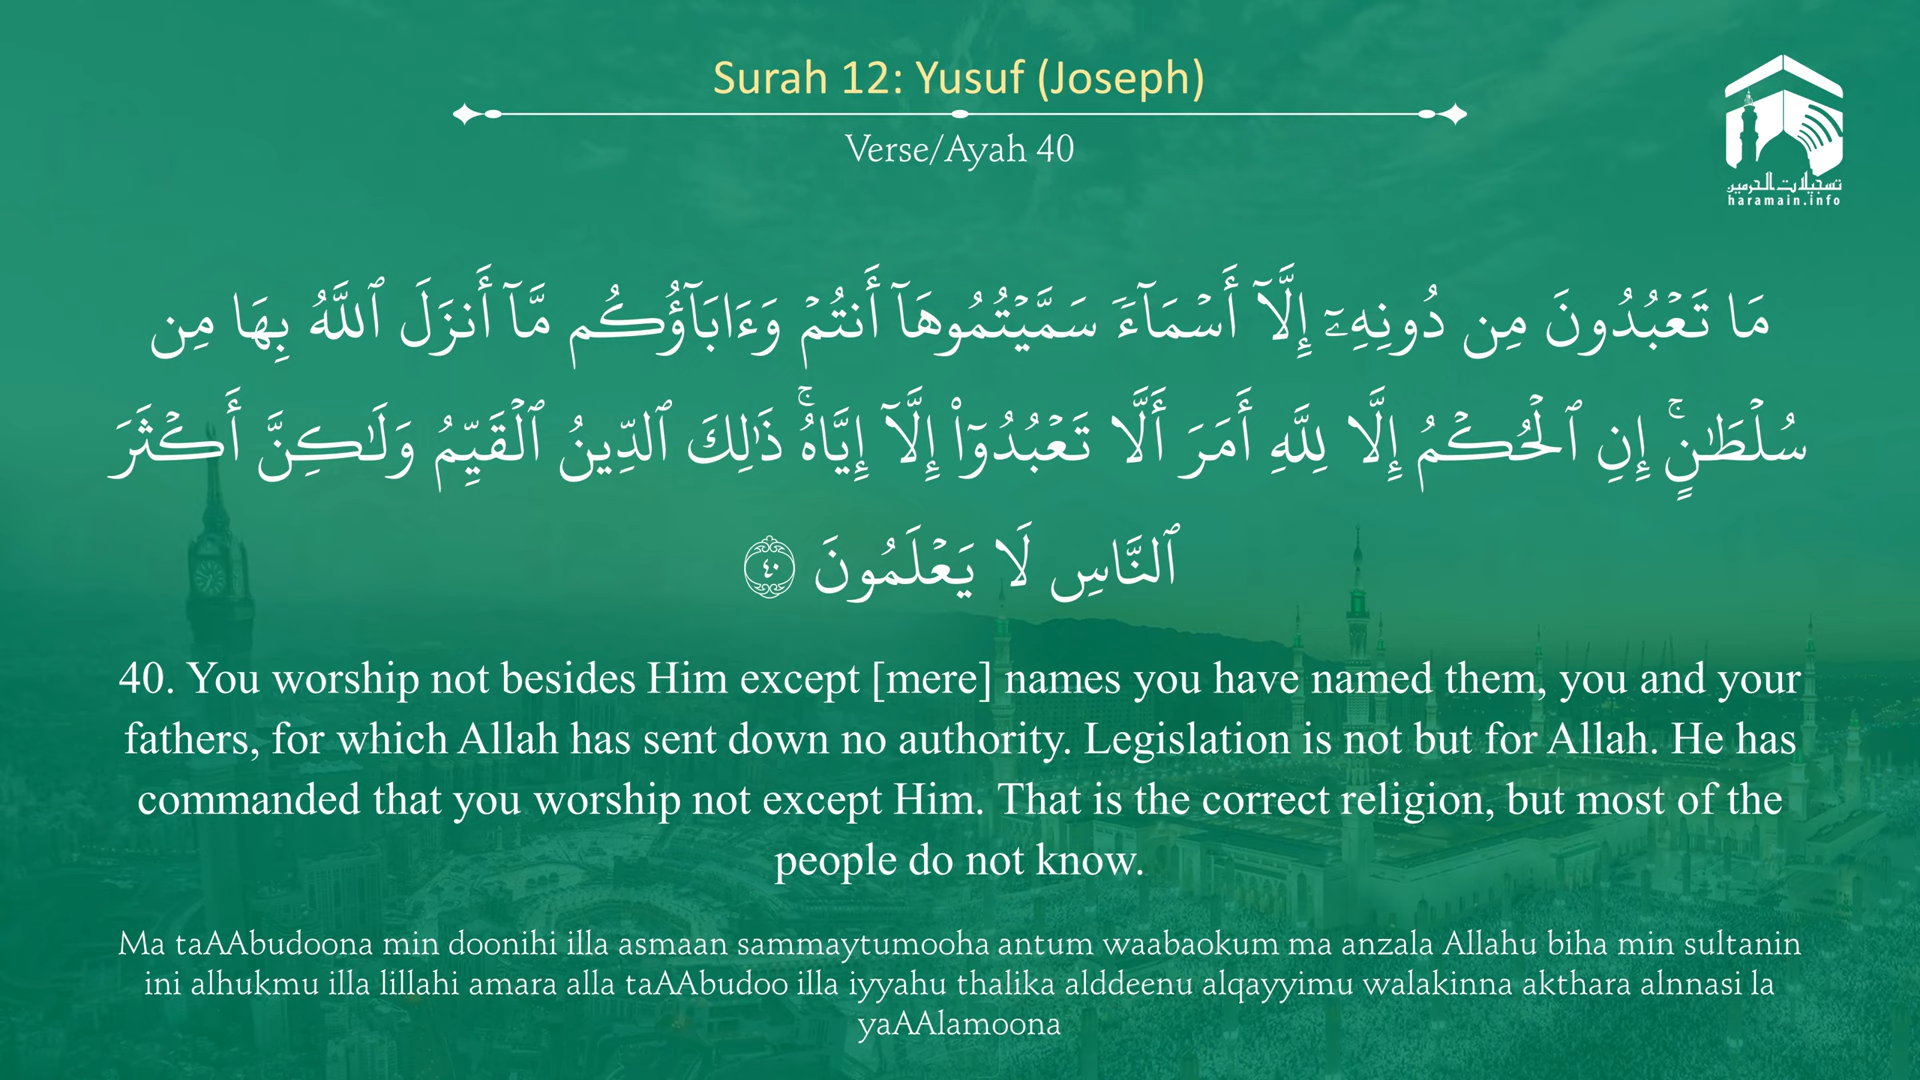 Surah 12: Yusuf (Joseph)
Verse/Ayah 40
تسجيلات الحرمين
haramain.info
مَا تَعْبُدُونَ مِن دُونِهِۦٓ إِلَّآ أَسْمَآءً سَمَّيْتُمُوهَآ أَنتُمْ وَءَابَآؤُكُم مَّآ أَنزَلَ ٱللَّهُ بِهَا مِن
سُلْطَٰنٍ ۚ إِنِ ٱلْحُكْمُ إِلَّا لِلَّهِ أَمَرَ أَلَّا تَعْبُدُوٓا۟ إِلَّآ إِيَّاهُ ۚ ذَٰلِكَ ٱلدِّينُ ٱلْقَيِّمُ وَلَٰكِنَّ أَكْثَرَ
ٱلنَّاسِ لَا يَعْلَمُونَ ٤٠
40. You worship not besides Him except [mere] names you have named them, you and your
fathers, for which Allah has sent down no authority. Legislation is not but for Allah. He has
commanded that you worship not except Him. That is the correct religion, but most of the
people do not know.
Ma taAAbudoona min doonihi illa asmaan sammaytumooha antum waabaokum ma anzala Allahu biha min sultanin
ini alhukmu illa lillahi amara alla taAAbudoo illa iyyahu thalika alddeenu alqayyimu walakinna akthara alnnasi la
yaAAlamoona